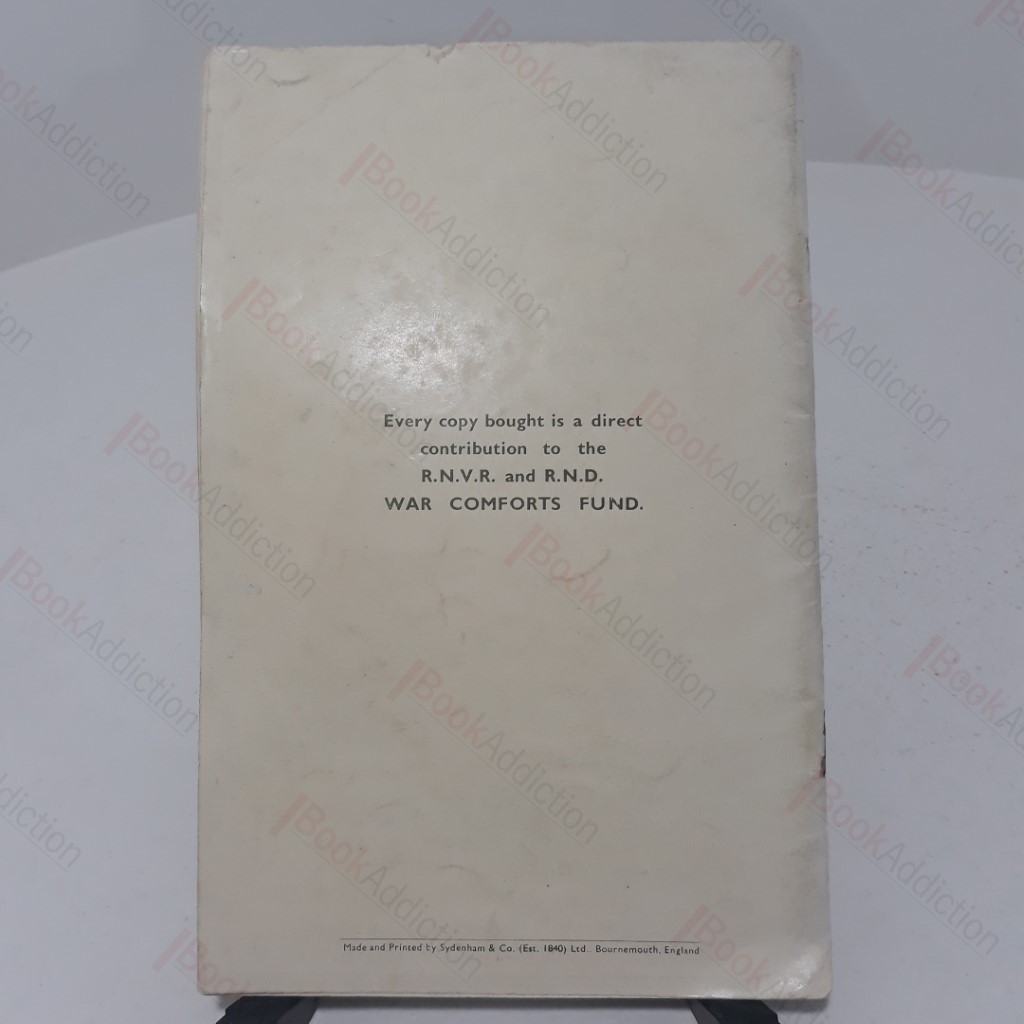 Every copy bought is a direct
contribution to the
R.N.V.R. and R.N.D.
WAR COMFORTS FUND.
Made and Printed by Sydenham & Co. (Est. 1840) Ltd. Bournemouth, England
BookAddiction